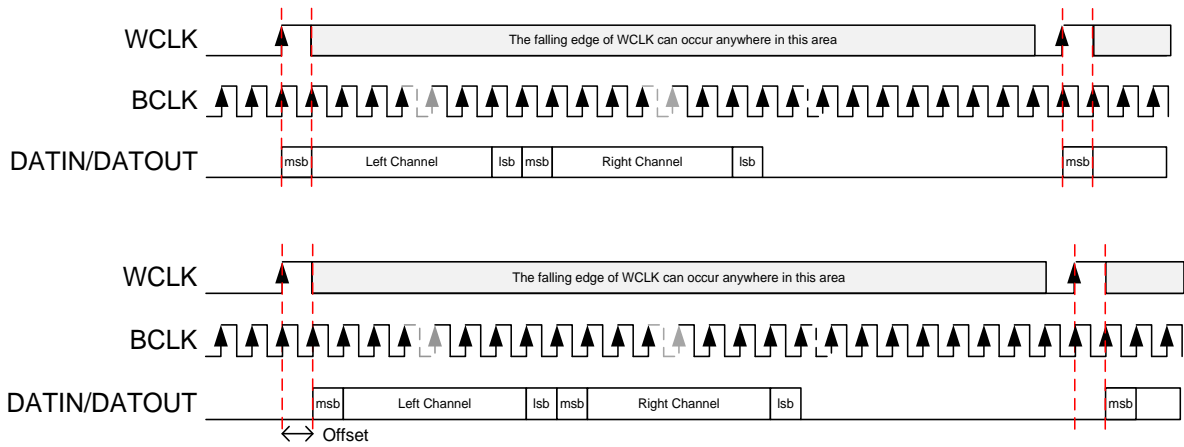 WCLK
The falling edge of WCLK can occur anywhere in this area
BCLK
DATIN/DATOUT
msb Left Channel lsb msb Right Channel lsb msb
WCLK
The falling edge of WCLK can occur anywhere in this area
BCLK
DATIN/DATOUT
msb Left Channel lsb msb Right Channel lsb msb
Offset